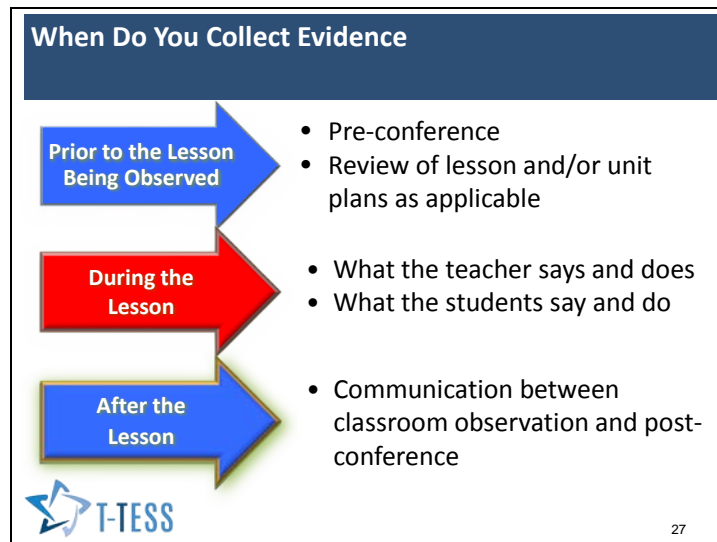 When Do You Collect Evidence
Prior to the Lesson
Being Observed
• Pre-conference
• Review of lesson and/or unit
plans as applicable
During the
Lesson
• What the teacher says and does
• What the students say and do
After the
Lesson
• Communication between
classroom observation and post-
conference
T-TESS
27